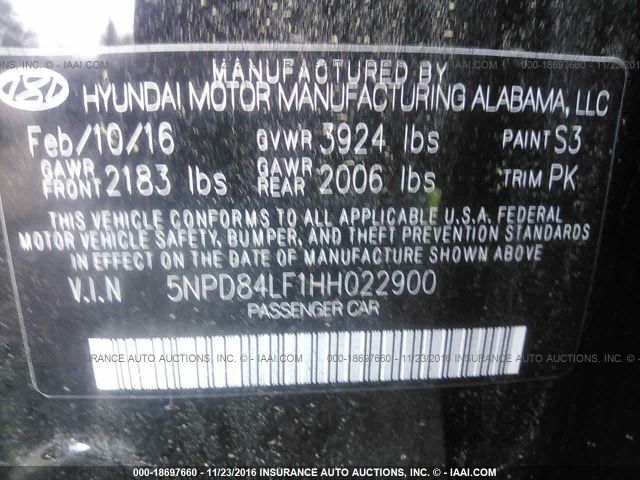 MANUFACTURED BY
HYUNDAI MOTOR MANUFACTURING ALABAMA, LLC
Feb/10/16 GVWR 3924 lbs PAINT S3
GAWR FRONT 2183 lbs GAWR REAR 2006 lbs TRIM PK
THIS VEHICLE CONFORMS TO ALL APPLICABLE U.S.A. FEDERAL
MOTOR VEHICLE SAFETY, BUMPER, AND THEFT PREVENTION STANDARDS
IN EFFECT ON THE DATE OF MANUFACTURE SHOWN ABOVE
V.I.N 5NPD84LF1HH022900
PASSENGER CAR
000-18697660 - 11/23/2016 INSURANCE AUTO AUCTIONS, INC. © - IAAI.COM